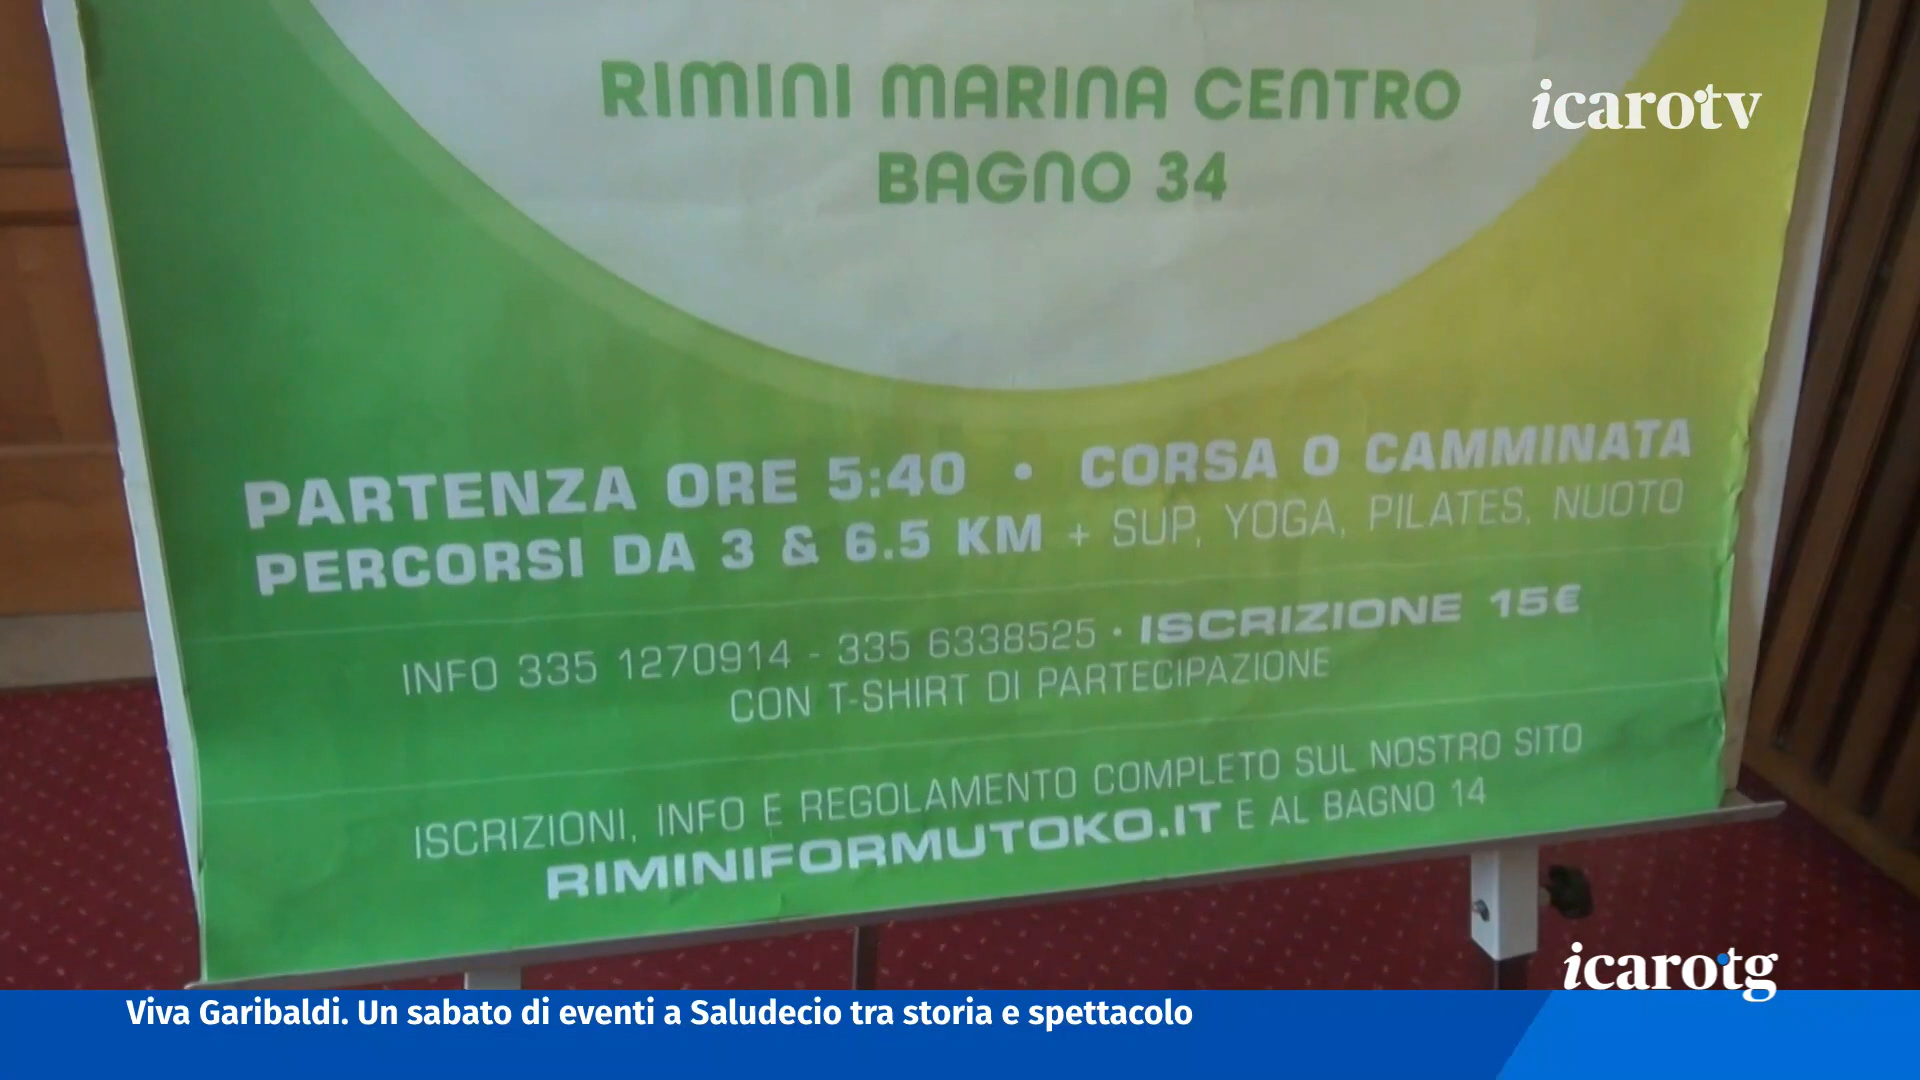 RIMINI MARINA CENTRO
icarotv
BAGNO 34
PARTENZA ORE 5:40 • CORSA O CAMMINATA
PERCORSI DA 3 & 6.5 KM + SUP, YOGA, PILATES, NUOTO
INFO 335 1270914 - 335 6338525 • ISCRIZIONE 15€
CON T-SHIRT DI PARTECIPAZIONE
ISCRIZIONI, INFO E REGOLAMENTO COMPLETO SUL NOSTRO SITO
RIMINIFORMUTOKO.IT E AL BAGNO 14
icarotg
Viva Garibaldi. Un sabato di eventi a Saludecio tra storia e spettacolo